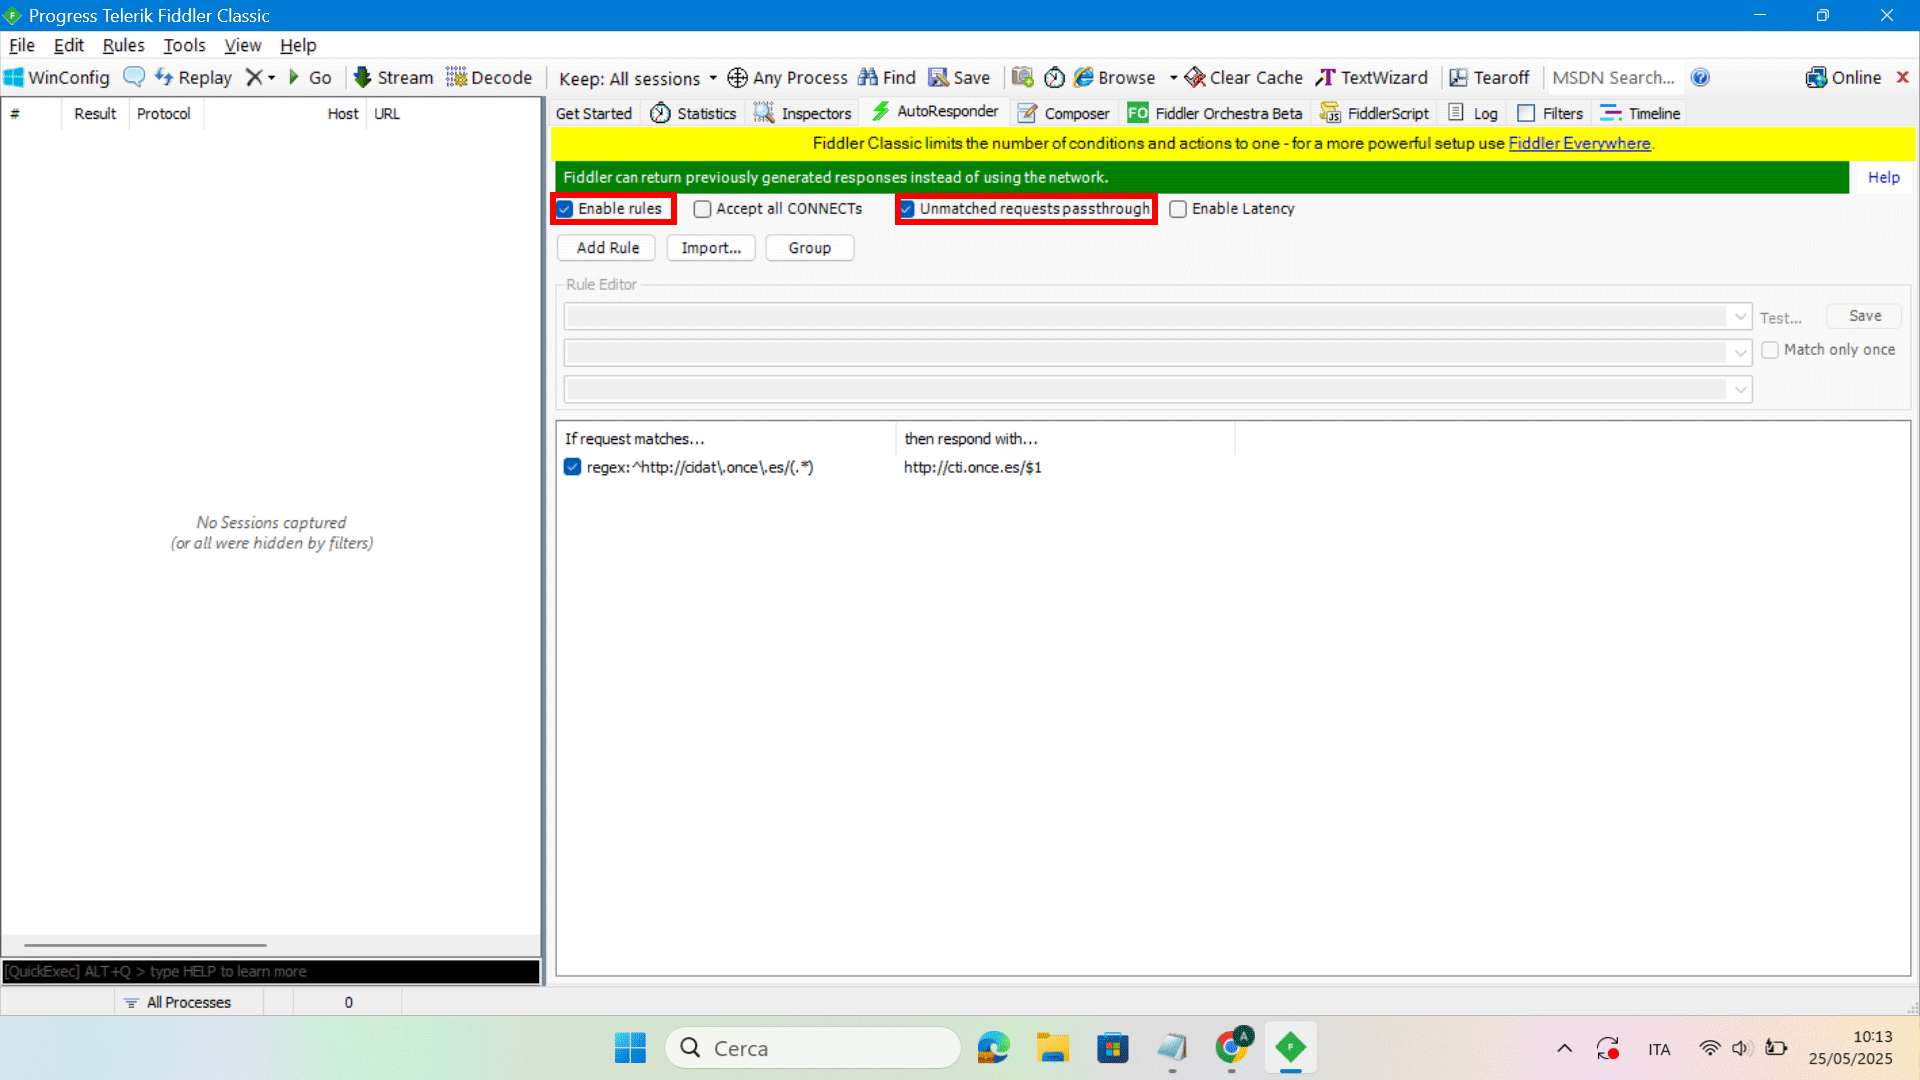 Progress Telerik Fiddler Classic
File Edit Rules Tools View Help
WinConfig Replay Go Stream Decode Keep: All sessions Any Process Find Save Browse Clear Cache TextWizard Tearoff MSDN Search... Online
# Result Protocol Host URL
Get Started Statistics Inspectors AutoResponder Composer FO Fiddler Orchestra Beta FiddlerScript Log Filters Timeline
Fiddler Classic limits the number of conditions and actions to one - for a more powerful setup use Fiddler Everywhere.
Fiddler can return previously generated responses instead of using the network. Help
Enable rules Accept all CONNECTs Unmatched requests passthrough Enable Latency
Add Rule Import... Group
Rule Editor
Test... Save
Match only once
If request matches... then respond with...
regex:^http://cidat\.once\.es/(.*) http://cti.once.es/$1
No Sessions captured
(or all were hidden by filters)
[QuickExec] ALT+Q > type HELP to learn more
All Processes 0
Cerca
A
ITA
10:13
25/05/2025